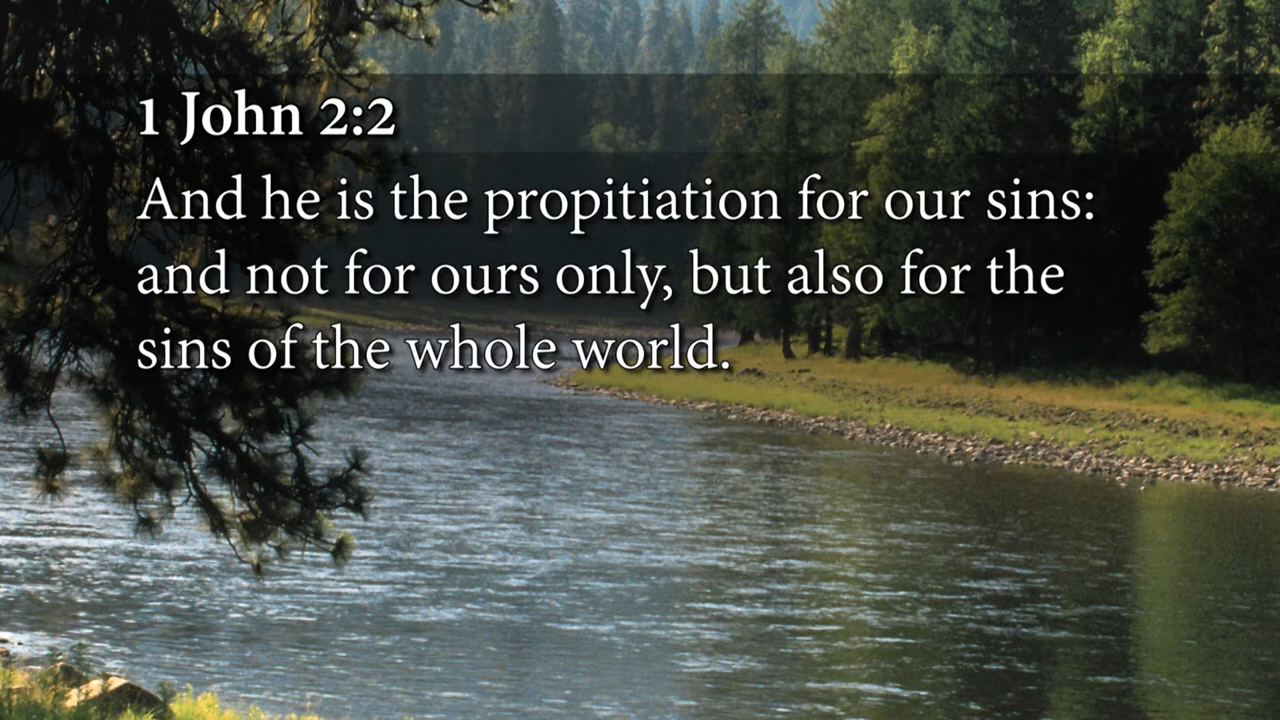 1 John 2:2
And he is the propitiation for our sins:
and not for ours only, but also for the
sins of the whole world.